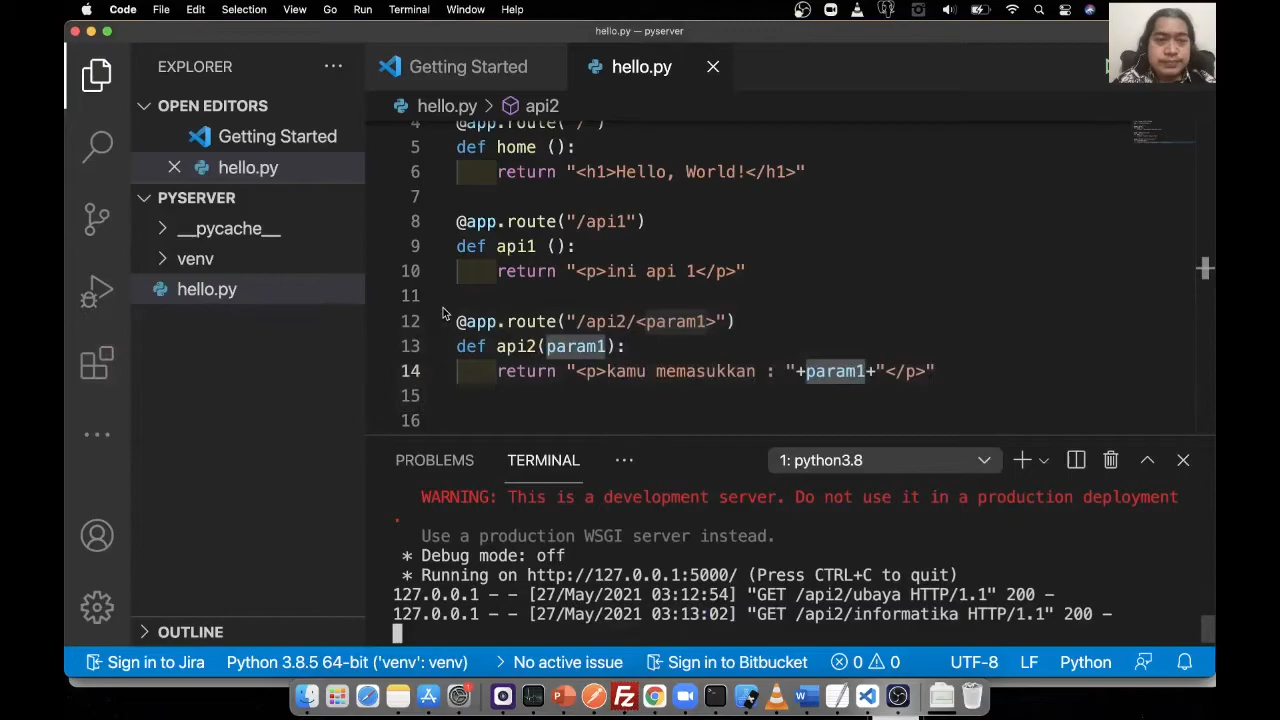 Code File Edit Selection View Go Run Terminal Window Help
hello.py — pyserver
EXPLORER
Getting Started
hello.py
OPEN EDITORS
hello.py > api2
Getting Started
hello.py
PYSERVER
__pycache__
venv
hello.py
4 @app.route("/")
5 def home ():
6 return "<h1>Hello, World!</h1>"
7
8 @app.route("/api1")
9 def api1 ():
10 return "<p>ini api 1</p>"
11
12 @app.route("/api2/<param1>")
13 def api2(param1):
14 return "<p>kamu memasukkan : "+param1+"</p>"
15
16
PROBLEMS TERMINAL 1: python3.8
WARNING: This is a development server. Do not use it in a production deployment
.
Use a production WSGI server instead.
* Debug mode: off
* Running on http://127.0.0.1:5000/ (Press CTRL+C to quit)
127.0.0.1 - - [27/May/2021 03:12:54] "GET /api2/ubaya HTTP/1.1" 200 -
127.0.0.1 - - [27/May/2021 03:13:02] "GET /api2/informatika HTTP/1.1" 200 -
OUTLINE
Sign in to Jira Python 3.8.5 64-bit ('venv': venv) No active issue Sign in to Bitbucket 0 0 UTF-8 LF Python